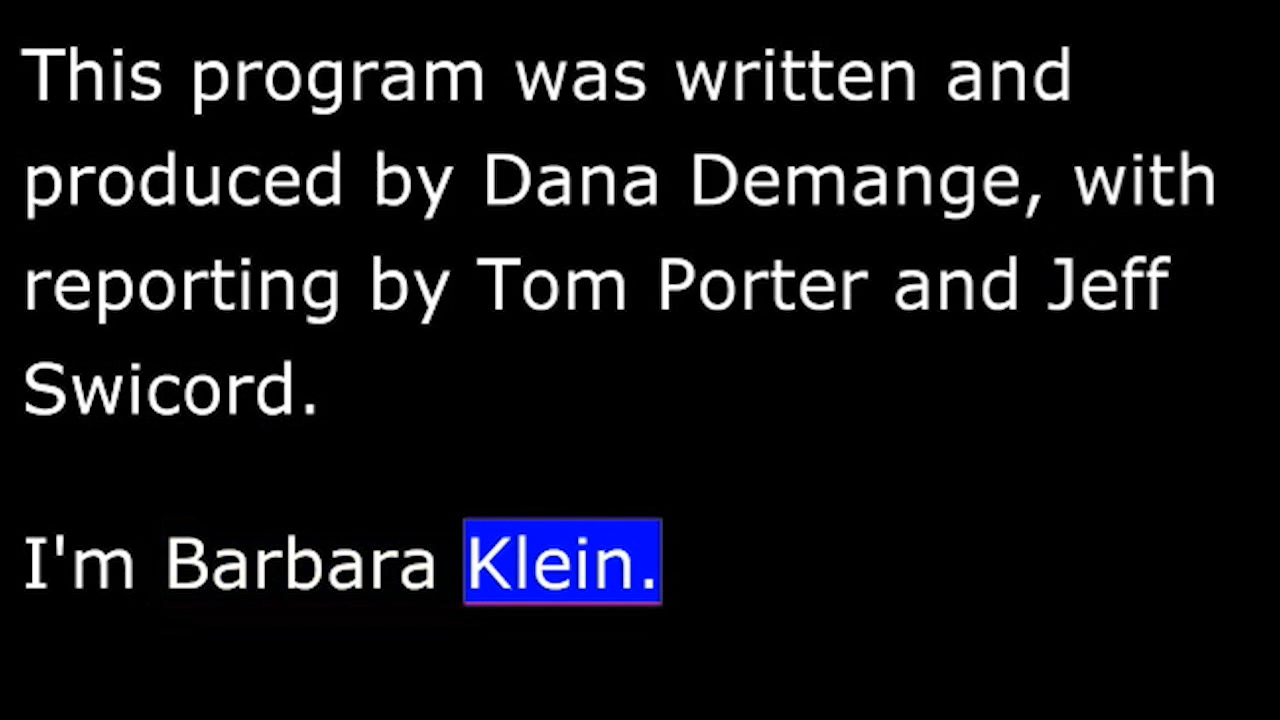 This program was written and
produced by Dana Demange, with
reporting by Tom Porter and Jeff
Swicord.
I'm Barbara Klein.